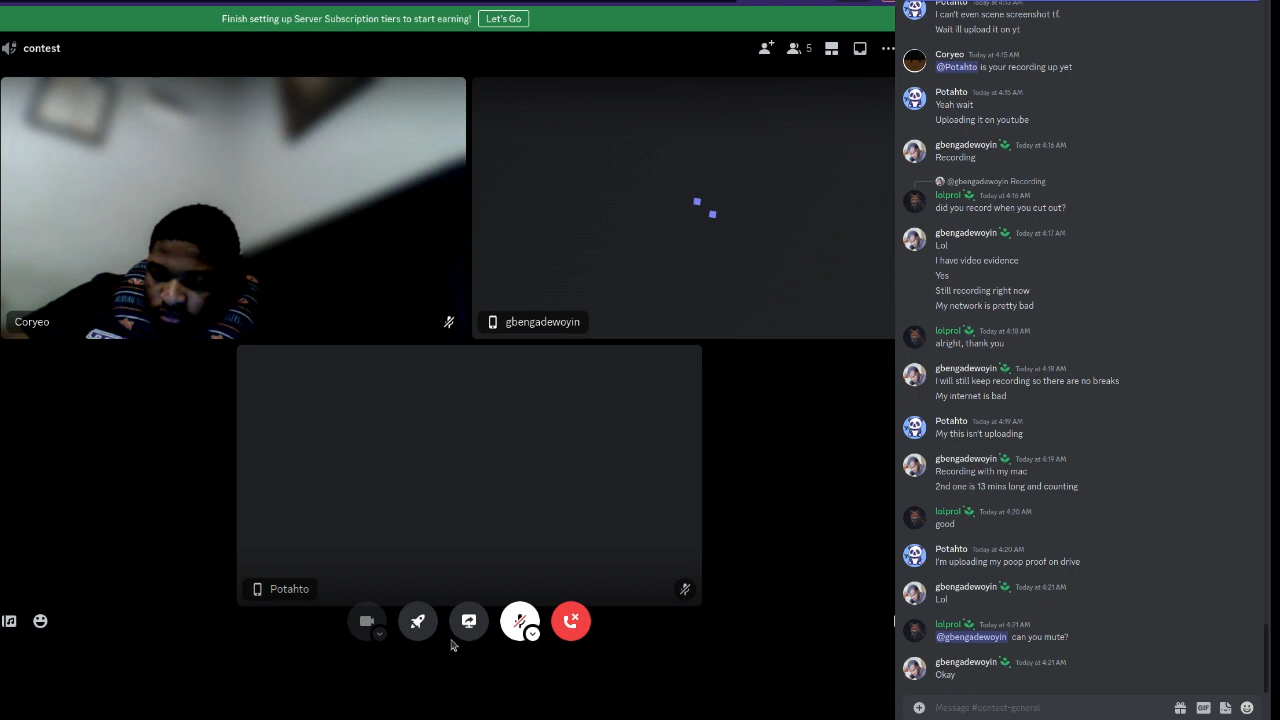 Finish setting up Server Subscription tiers to start earning!
Let's Go
contest
5
Coryeo
gbengadewoyin
Potahto
Potahto Today at 4:15 AM
I can't even scene screenshot tf.
Wait ill upload it on yt
Coryeo Today at 4:15 AM
@Potahto is your recording up yet
Potahto Today at 4:15 AM
Yeah wait
Uploading it on youtube
gbengadewoyin Today at 4:16 AM
Recording
@gbengadewoyin Recording
lolprol Today at 4:16 AM
did you record when you cut out?
gbengadewoyin Today at 4:17 AM
Lol
I have video evidence
Yes
Still recording right now
My network is pretty bad
lolprol Today at 4:18 AM
alright, thank you
gbengadewoyin Today at 4:18 AM
I will still keep recording so there are no breaks
My internet is bad
Potahto Today at 4:19 AM
My this isn't uploading
gbengadewoyin Today at 4:19 AM
Recording with my mac
2nd one is 13 mins long and counting
lolprol Today at 4:20 AM
good
Potahto Today at 4:20 AM
I'm uploading my poop proof on drive
gbengadewoyin Today at 4:21 AM
Lol
lolprol Today at 4:21 AM
@gbengadewoyin can you mute?
gbengadewoyin Today at 4:21 AM
Okay
Message #contest-general
GIF